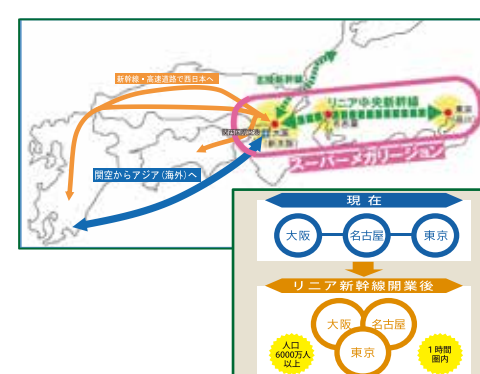 新幹線・高速道路で西日本へ
北陸新幹線
リニア中央新幹線
東京
(品川)
名古屋
関西国際空港
大阪
(新大阪)
スーパーメガリージョン
関空からアジア(海外)へ
現在
大阪
名古屋
東京
リニア新幹線開業後
大阪
名古屋
東京
人口
6000万人
以上
1時間
圏内